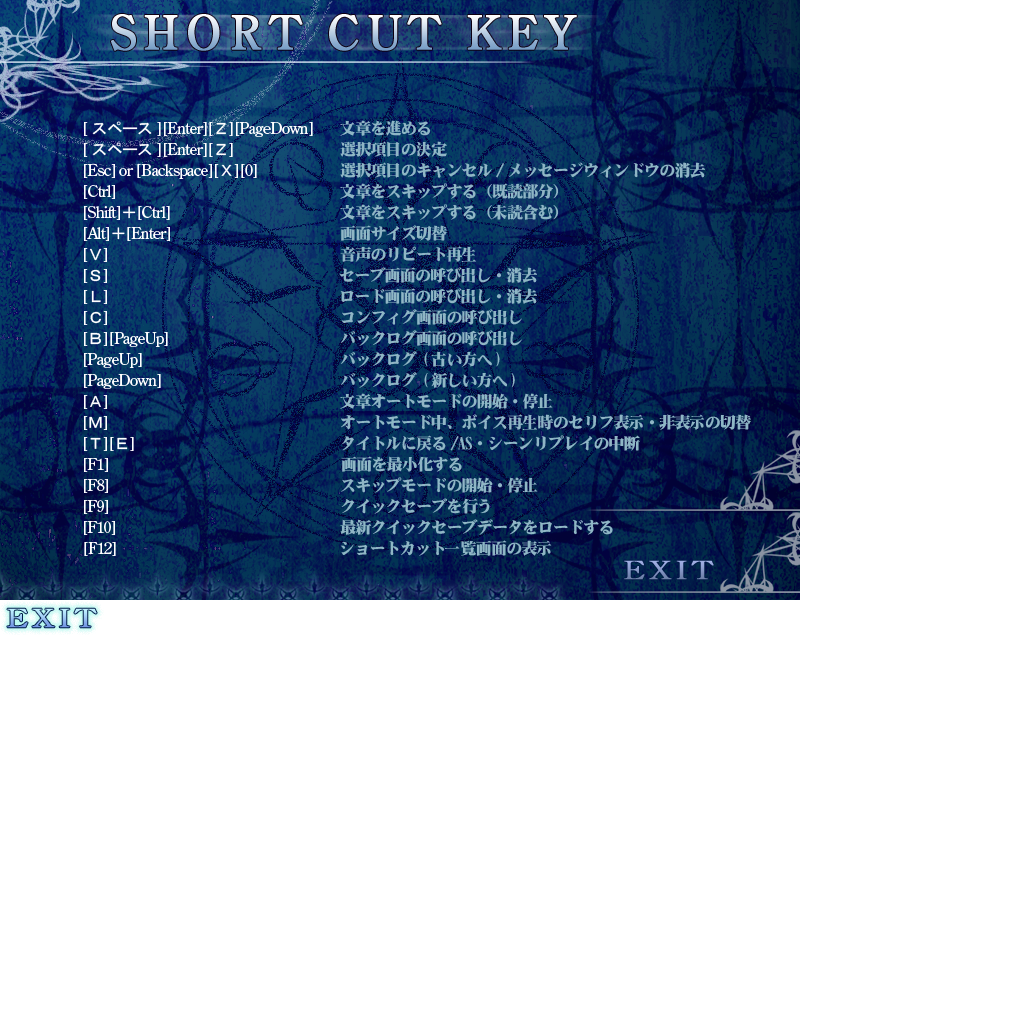 SHORT CUT KEY
[ スペース ][Enter][ Z ][PageDown] 文章を進める
[ スペース ][Enter][ Z ] 選択項目の決定
[Esc] or [Backspace][ X ][0] 選択項目のキャンセル / メッセージウィンドウの消去
[Ctrl] 文章をスキップする（既読部分）
[Shift]＋[Ctrl] 文章をスキップする（未読含む）
[Alt]＋[Enter] 画面サイズ切替
[ V ] 音声のリピート再生
[ S ] セーブ画面の呼び出し・消去
[ L ] ロード画面の呼び出し・消去
[ C ] コンフィグ画面の呼び出し
[ B ][PageUp] バックログ画面の呼び出し
[PageUp] バックログ ( 古い方へ )
[PageDown] バックログ ( 新しい方へ )
[ A ] 文章オートモードの開始・停止
[ M ] オートモード中、ボイス再生時のセリフ表示・非表示の切替
[ T ][ E ] タイトルに戻る /AS・シーンリプレイの中断
[F1] 画面を最小化する
[F8] スキップモードの開始・停止
[F9] クイックセーブを行う
[F10] 最新クイックセーブデータをロードする
[F12] ショートカット一覧画面の表示
EXIT
EXIT